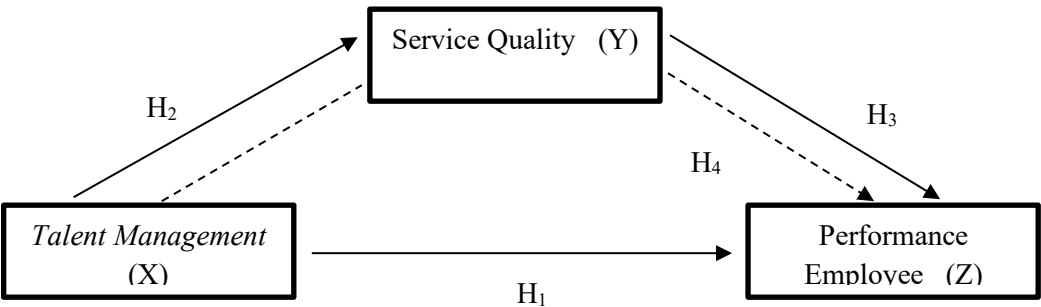 Service Quality (Y)
H₂
H₃
H₄
Talent Management
(X)
Performance
Employee (Z)
H₁